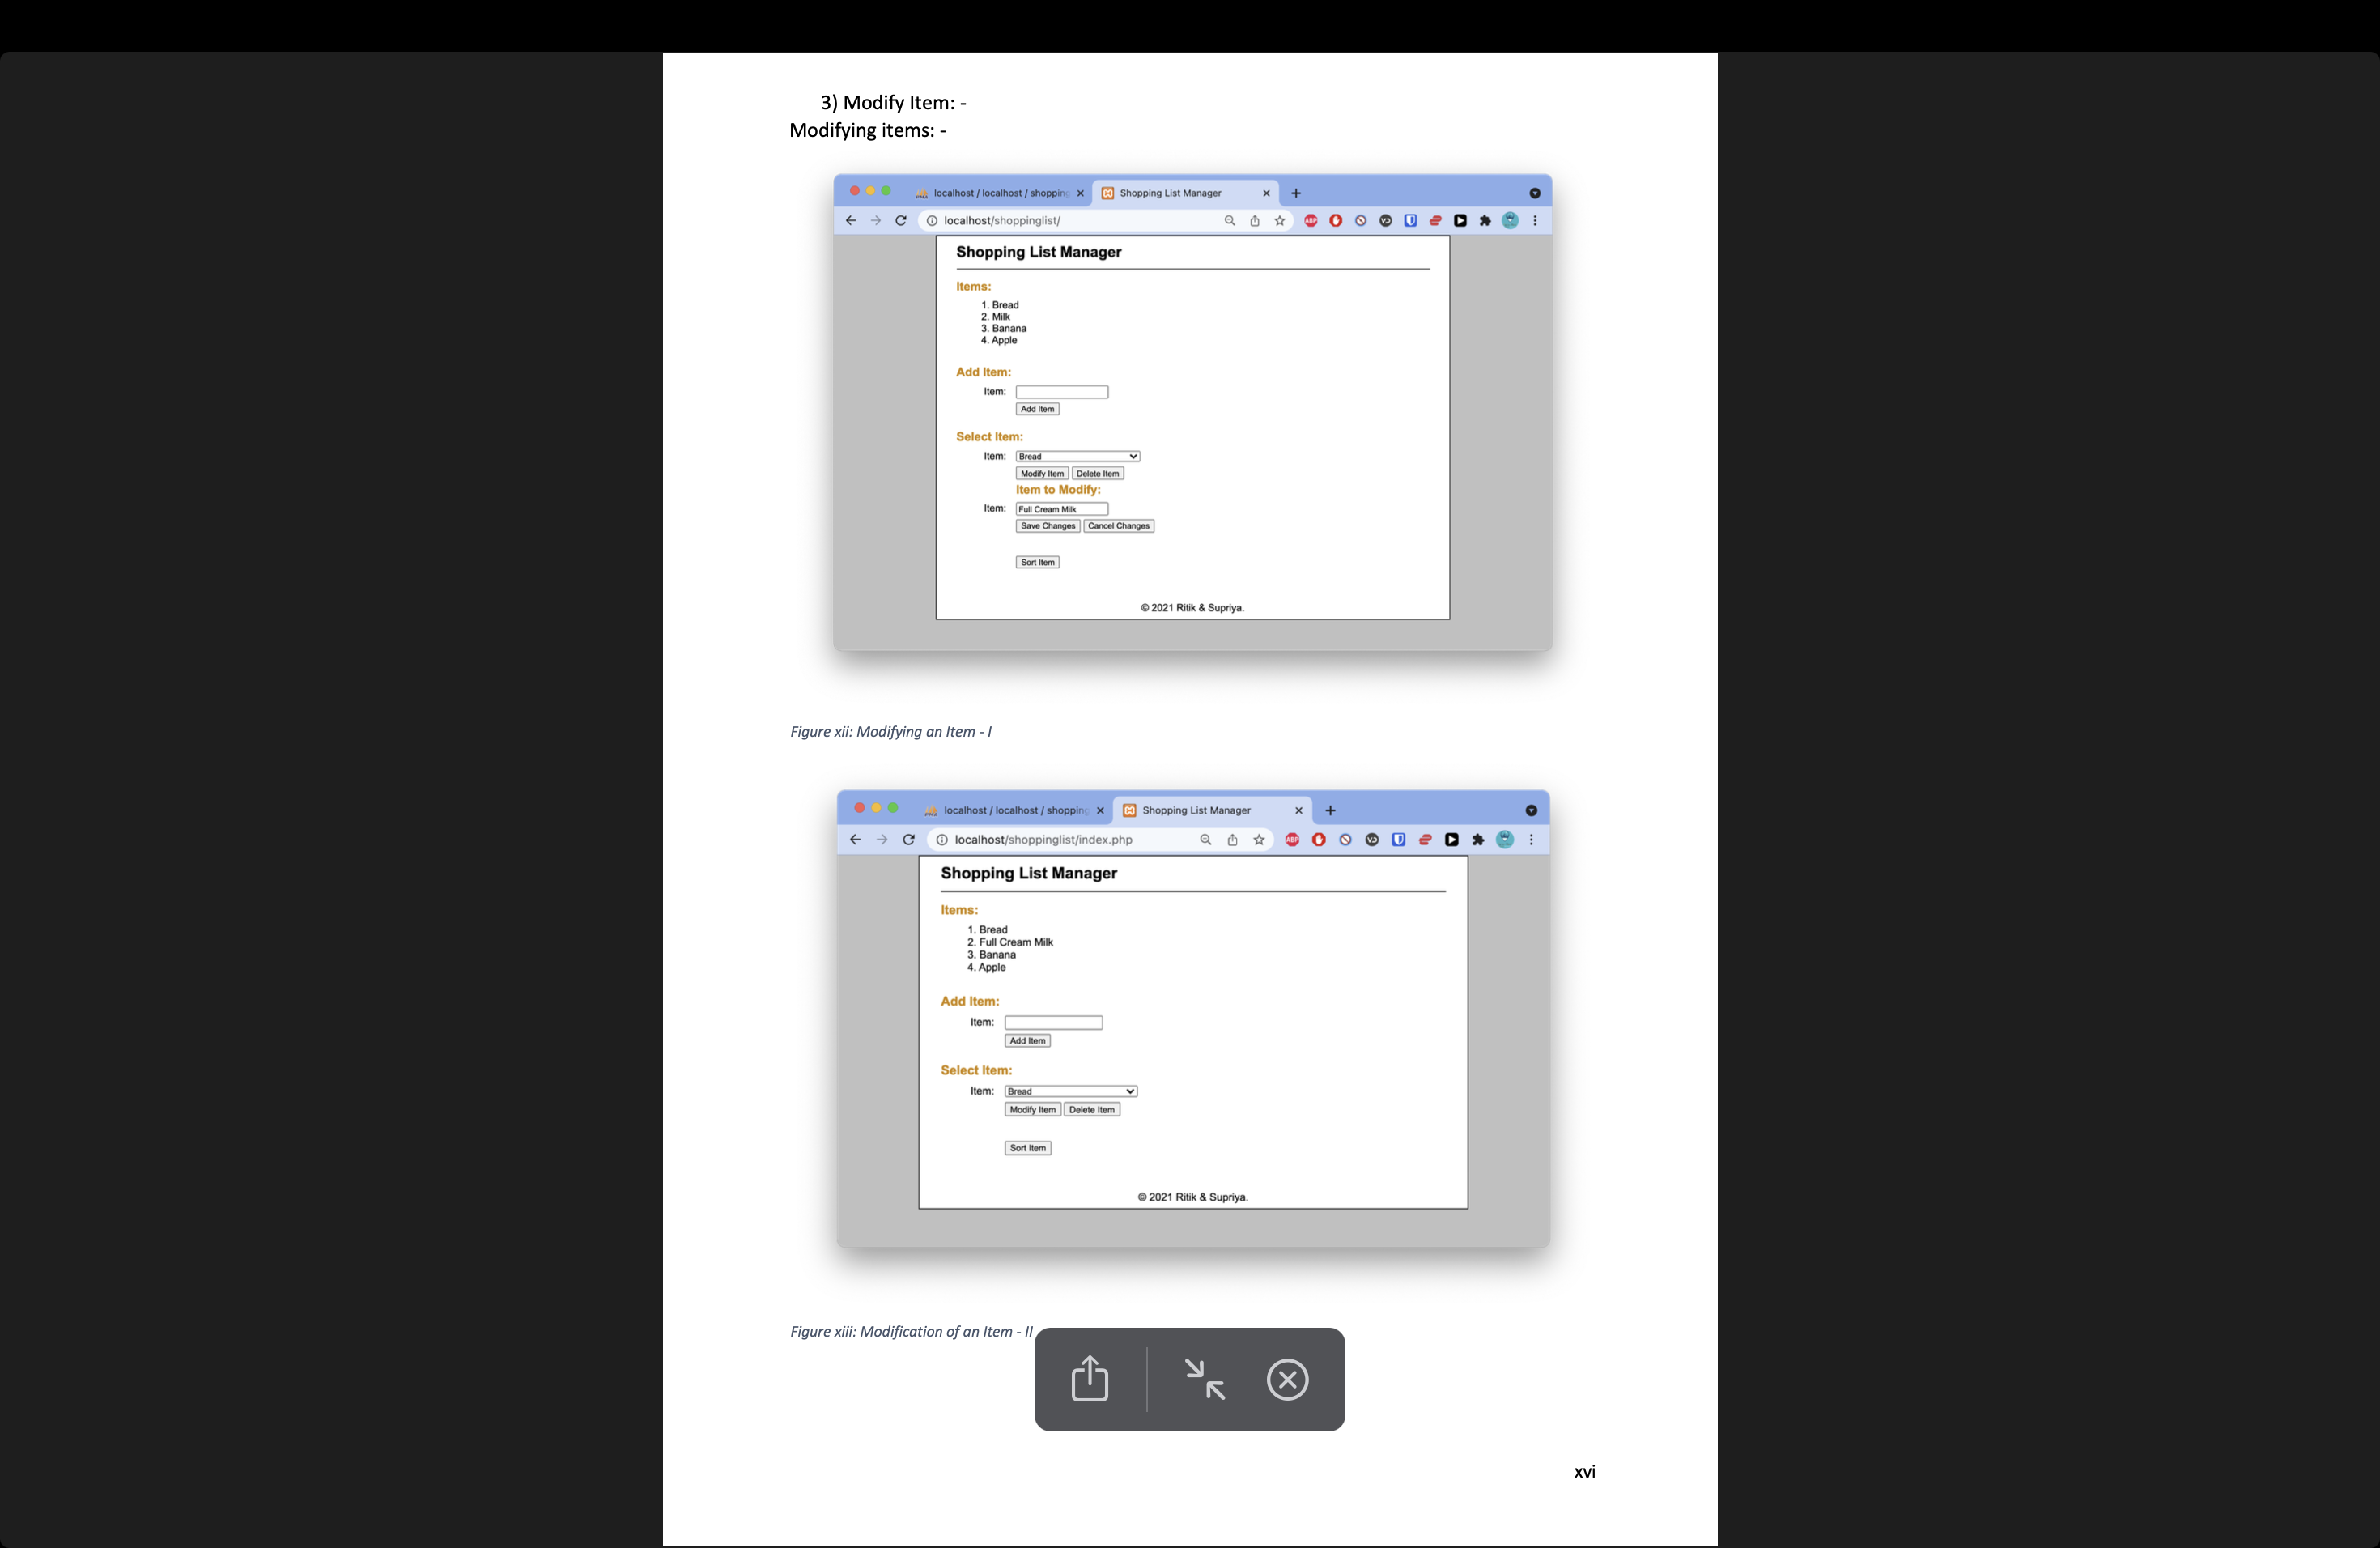 3) Modify Item: -
Modifying items: -
localhost / localhost / shopping
Shopping List Manager
localhost/shoppinglist/
ABP
Shopping List Manager
Items:
1. Bread
2. Milk
3. Banana
4. Apple
Add Item:
Item:
Add Item
Select Item:
Item: Bread
Modify Item Delete Item
Item to Modify:
Item: Full Cream Milk
Save Changes Cancel Changes
Sort Item
© 2021 Ritik & Supriya.
Figure xii: Modifying an Item - I
localhost / localhost / shopping
Shopping List Manager
localhost/shoppinglist/index.php
ABP
Shopping List Manager
Items:
1. Bread
2. Full Cream Milk
3. Banana
4. Apple
Add Item:
Item:
Add Item
Select Item:
Item: Bread
Modify Item Delete Item
Sort Item
© 2021 Ritik & Supriya.
Figure xiii: Modification of an Item - II
xvi